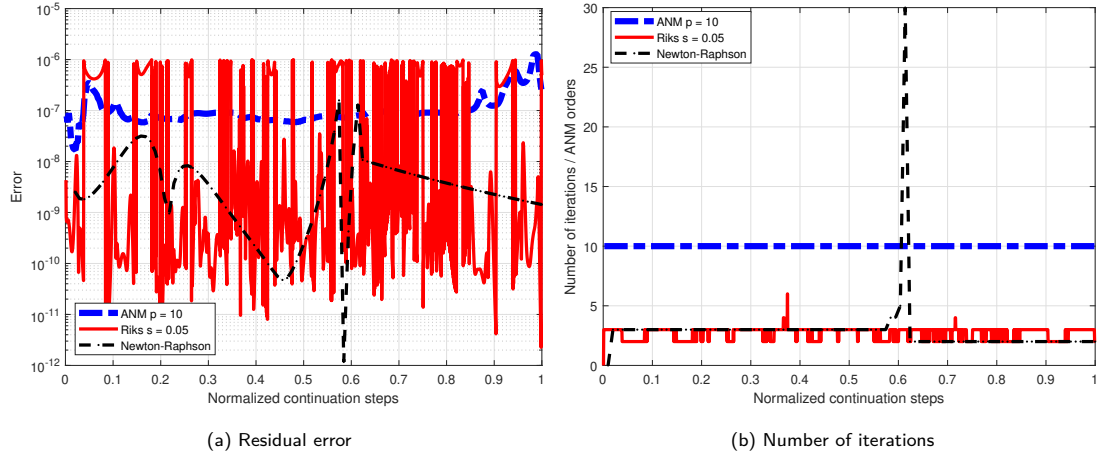 10-5
10-6
10-7
10-8
10-9
10-10
10-11
10-12
Error
ANM p = 10
Riks s = 0.05
Newton-Raphson
0 0.1 0.2 0.3 0.4 0.5 0.6 0.7 0.8 0.9 1
Normalized continuation steps
(a) Residual error
30
25
20
15
10
5
0
Number of iterations / ANM orders
ANM p = 10
Riks s = 0.05
Newton-Raphson
0 0.1 0.2 0.3 0.4 0.5 0.6 0.7 0.8 0.9 1
Normalized continuation steps
(b) Number of iterations